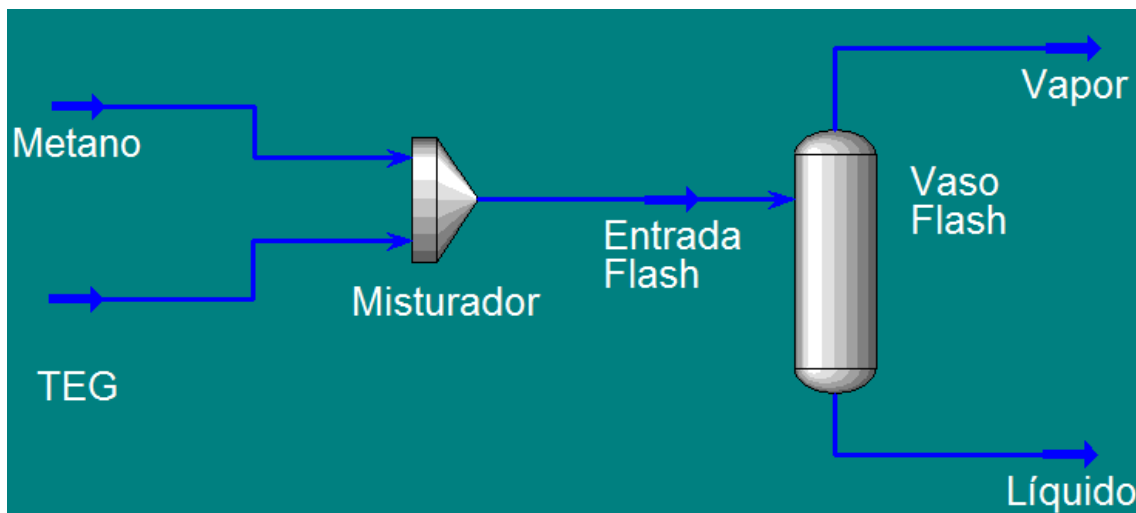 Metano
TEG
Misturador
Entrada
Flash
Vaso
Flash
Vapor
Líquido